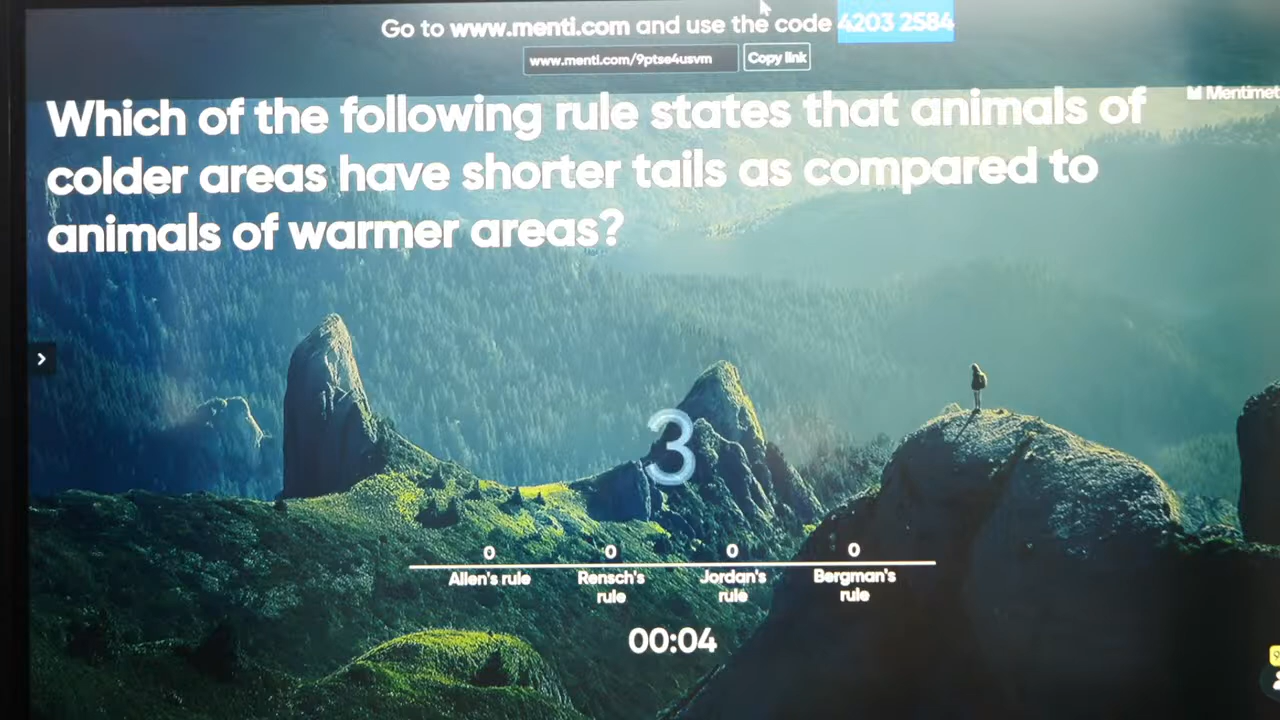 Go to www.menti.com and use the code 4203 2584
www.menti.com/9ptse4usvm
Copy link
Which of the following rule states that animals of
colder areas have shorter tails as compared to
animals of warmer areas?
3
0 0 0 0
Allen's rule Rensch's Jordan's Bergman's
rule rule rule
00:04